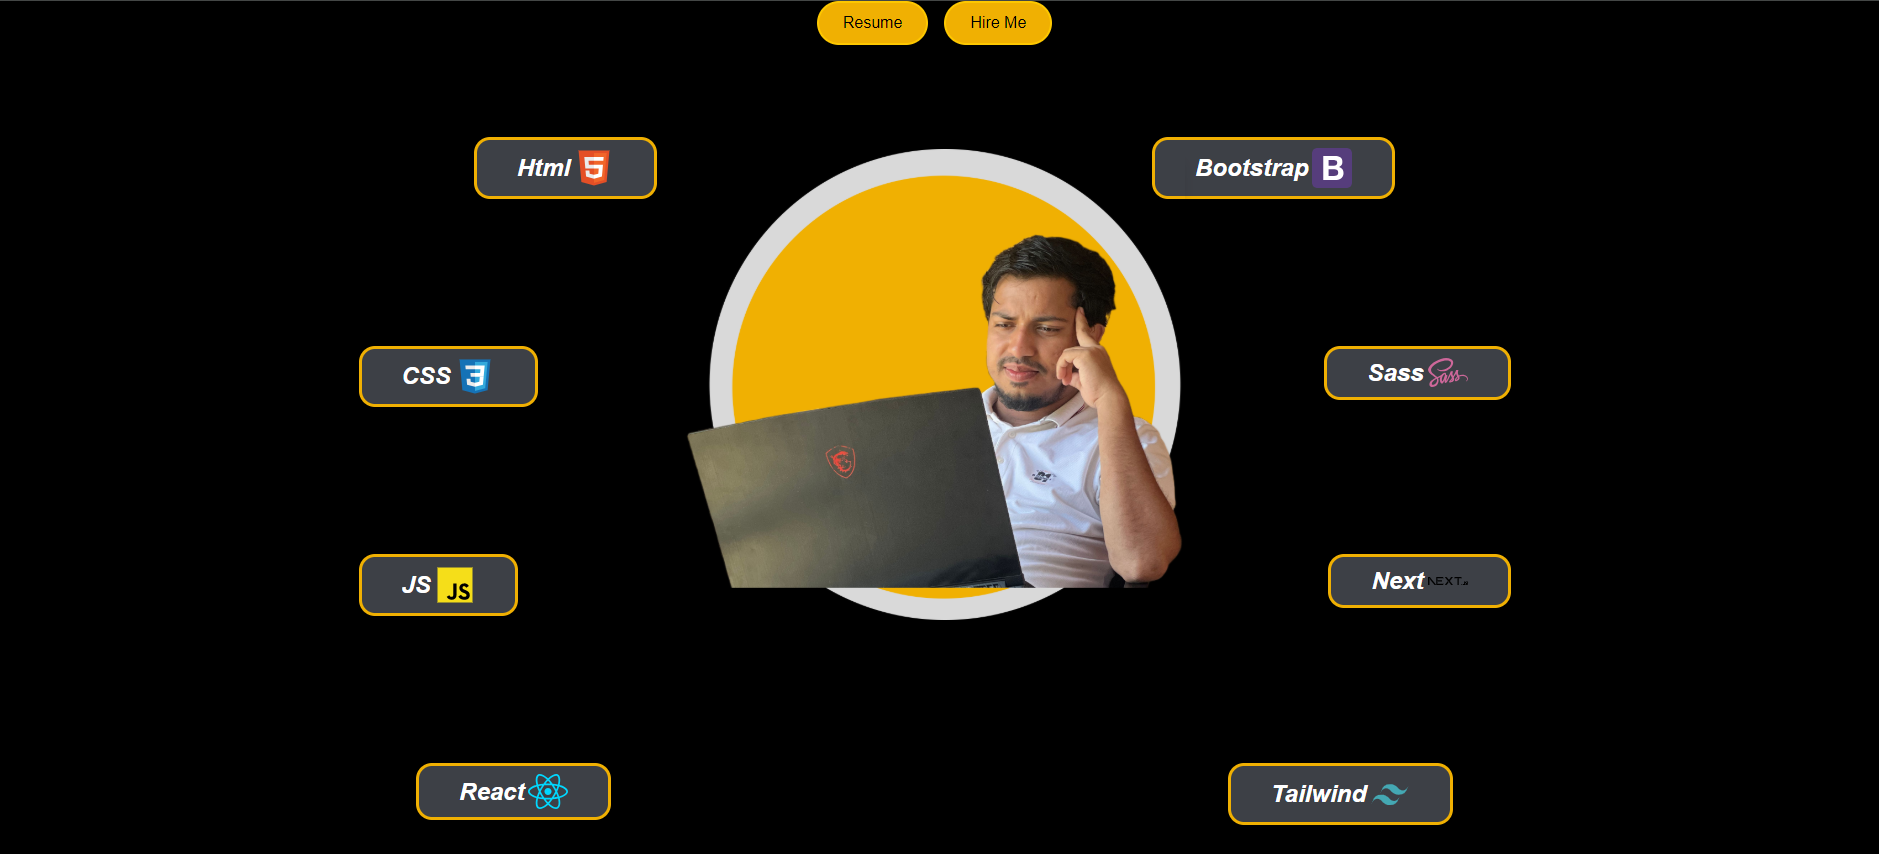 Resume Hire Me
Html 5
Bootstrap B
CSS 3
Sass Sass
JS JS
Next NEXT.JS
React
Tailwind